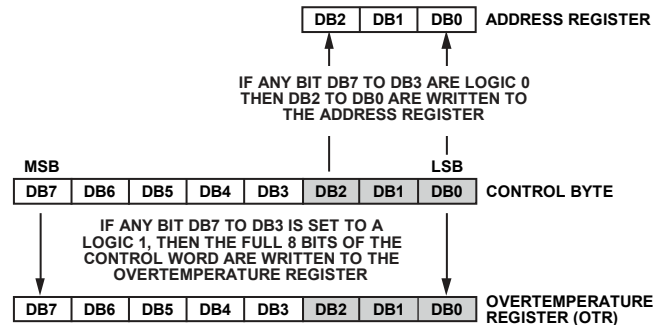 DB2 DB1 DB0 ADDRESS REGISTER
IF ANY BIT DB7 TO DB3 ARE LOGIC 0
THEN DB2 TO DB0 ARE WRITTEN TO
THE ADDRESS REGISTER
MSB LSB
DB7 DB6 DB5 DB4 DB3 DB2 DB1 DB0 CONTROL BYTE
IF ANY BIT DB7 TO DB3 IS SET TO A
LOGIC 1, THEN THE FULL 8 BITS OF THE
CONTROL WORD ARE WRITTEN TO THE
OVERTEMPERATURE REGISTER
DB7 DB6 DB5 DB4 DB3 DB2 DB1 DB0 OVERTEMPERATURE
REGISTER (OTR)